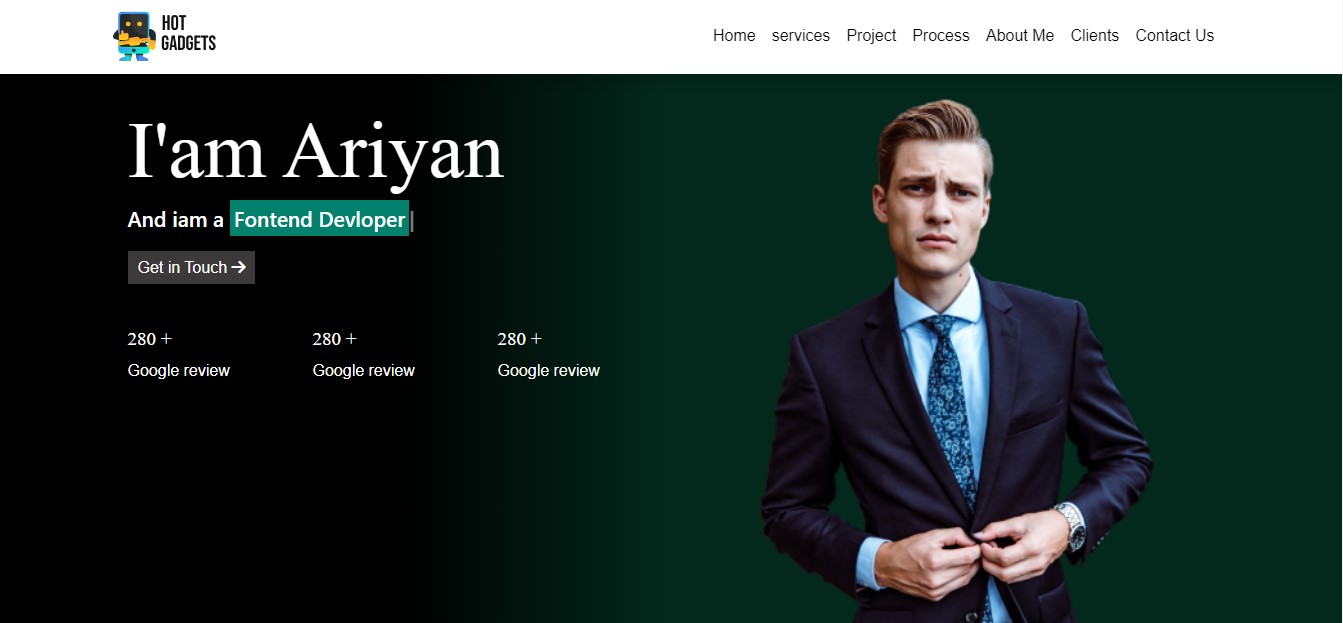 HOT
GADGETS
Home services Project Process About Me Clients Contact Us
I'am Ariyan
And iam a Fontend Devloper|
Get in Touch →
280 + 280 + 280 +
Google review Google review Google review